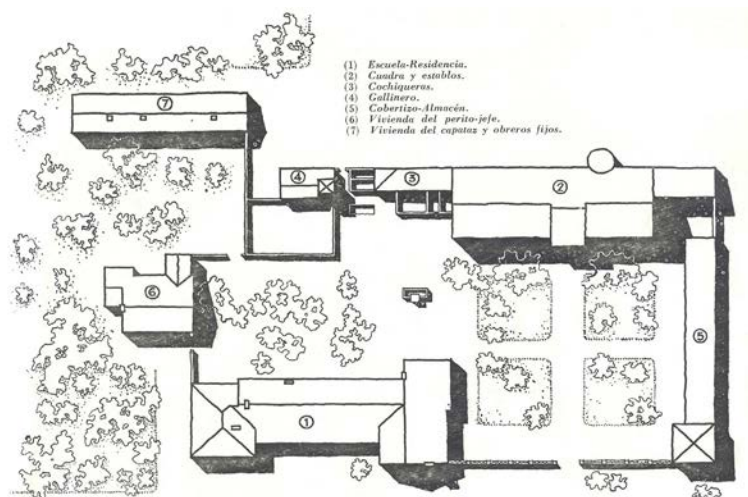 (1) Escuela-Residencia.
(2) Cuadra y establos.
(3) Cochiqueras.
(4) Gallinero.
(5) Cobertizo-Almacén.
(6) Vivienda del perito-jefe.
(7) Vivienda del capataz y obreros fijos.
7
4
3
2
6
5
1